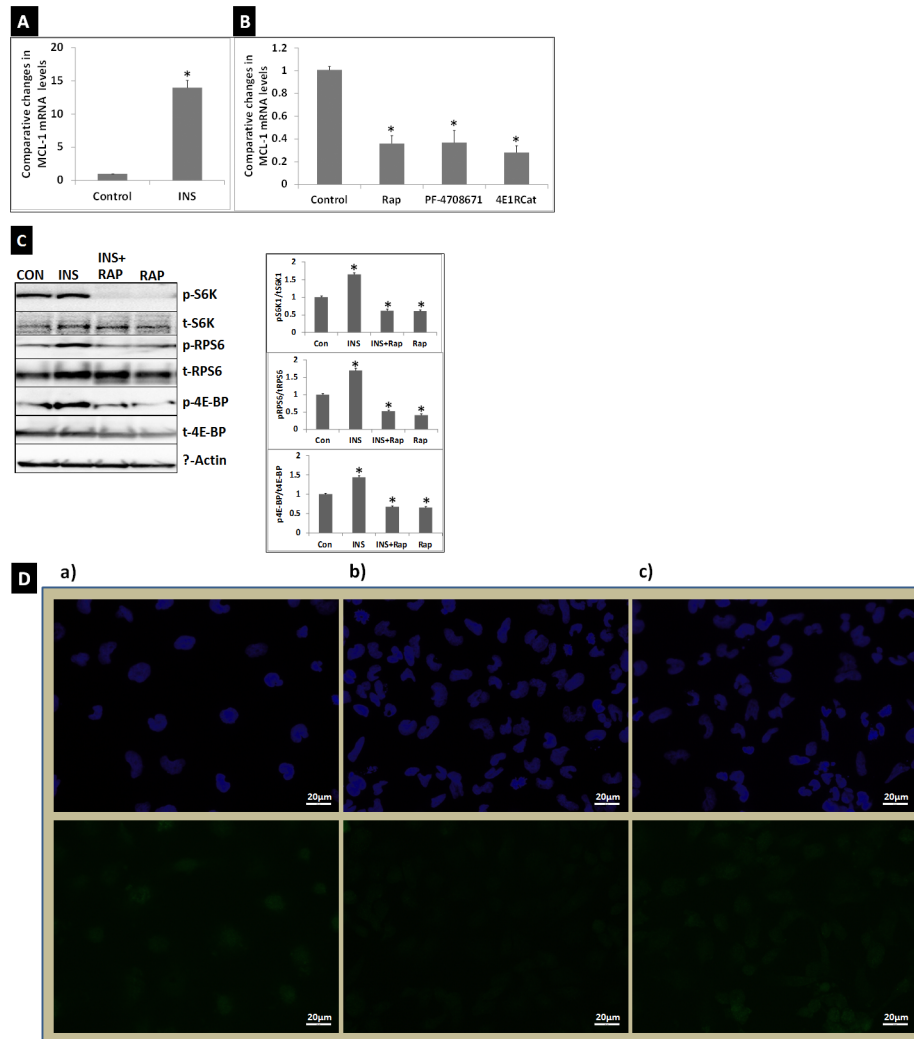 A
Comparative changes in
MCL-1 mRNA levels
20
15
10
5
0
*
Control
INS
B
Comparative changes in
MCL-1 mRNA levels
1.2
1
0.8
0.6
0.4
0.2
0
*
*
*
Control
Rap
PF-4708671
4E1RCat
C
CON
INS
INS+
RAP
RAP
p-S6K
t-S6K
p-RPS6
t-RPS6
p-4E-BP
t-4E-BP
?-Actin
pS6K1/tS6K1
2
1.5
1
0.5
0
*
*
*
Con
INS
INS+Rap
Rap
pRPS6/tRPS6
2
1.5
1
0.5
0
*
*
*
Con
INS
INS+Rap
Rap
p4E-BP/t4E-BP
2
1.5
1
0.5
0
*
*
*
Con
INS
INS+Rap
Rap
D
a)
b)
c)
20μm
20μm
20μm
20μm
20μm
20μm